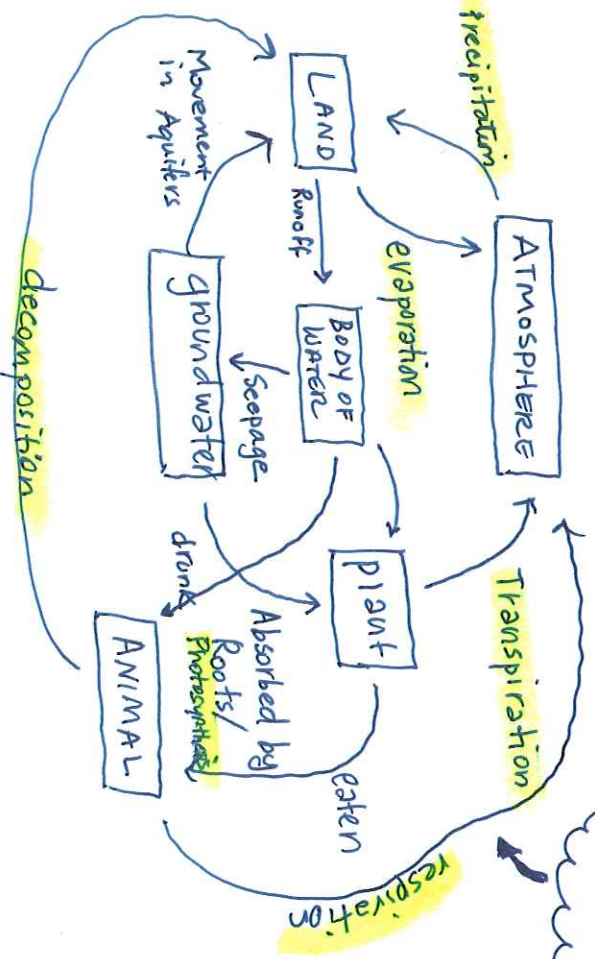 precipitation
ATMOSPHERE
evaporation
Transpiration
LAND
Runoff
BODY OF
WATER
plant
Movement
in Aquifers
Seepage
groundwater
drunk
Absorbed by
Roots/
Photosynthesis
eaten
ANIMAL
respiration
decomposition